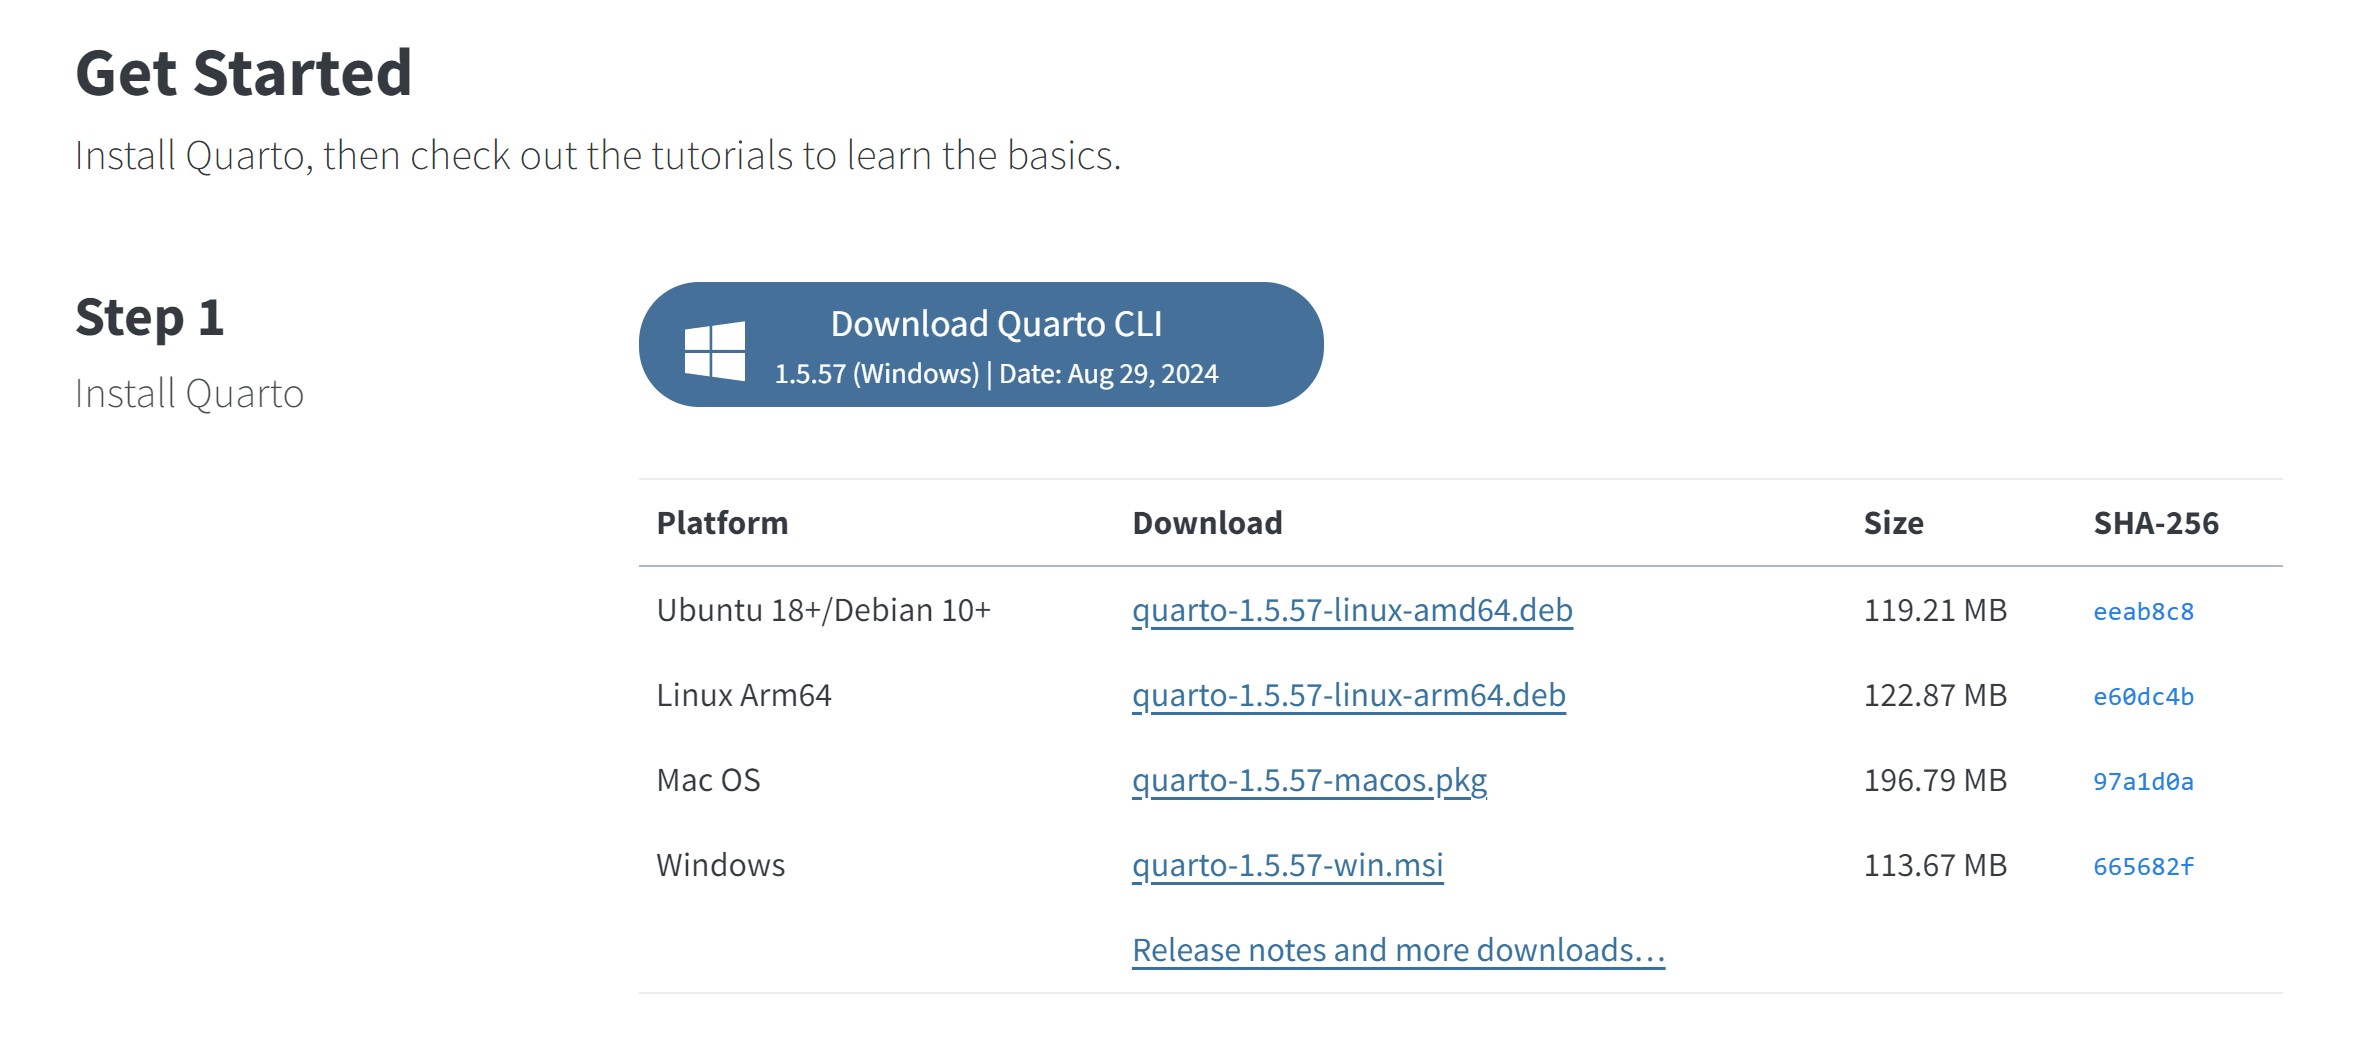 Get Started
Install Quarto, then check out the tutorials to learn the basics.
Step 1
Install Quarto
Download Quarto CLI
1.5.57 (Windows) | Date: Aug 29, 2024
Platform Download Size SHA-256
Ubuntu 18+/Debian 10+ quarto-1.5.57-linux-amd64.deb 119.21 MB eeab8c8
Linux Arm64 quarto-1.5.57-linux-arm64.deb 122.87 MB e60dc4b
Mac OS quarto-1.5.57-macos.pkg 196.79 MB 97a1d0a
Windows quarto-1.5.57-win.msi 113.67 MB 665682f
Release notes and more downloads…